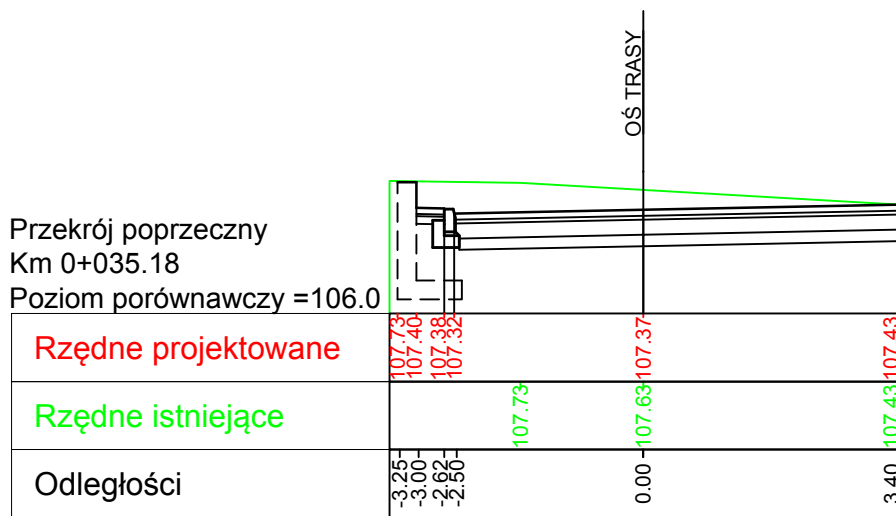 OŚ TRASY
Przekrój poprzeczny
Km 0+035.18
Poziom porównawczy =106.0
Rzędne projektowane
107.73
107.40
107.38
107.32
107.37
107.43
Rzędne istniejące
107.73
107.63
107.43
Odległości
-3.25
-3.00
-2.62
-2.50
0.00
3.40